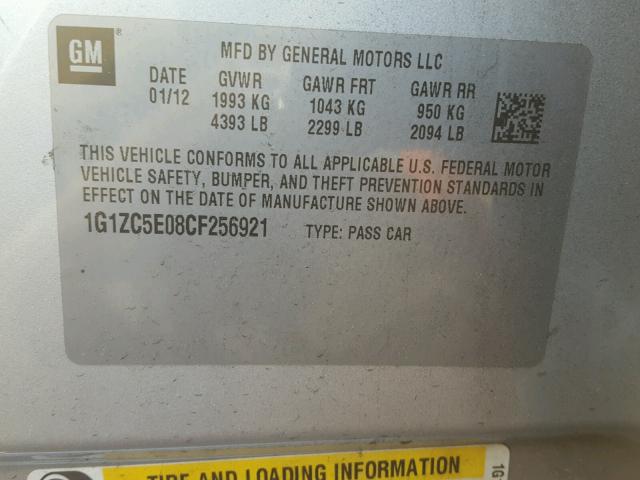 GM
MFD BY GENERAL MOTORS LLC
DATE GVWR GAWR FRT GAWR RR
01/12 1993 KG 1043 KG 950 KG
4393 LB 2299 LB 2094 LB
THIS VEHICLE CONFORMS TO ALL APPLICABLE U.S. FEDERAL MOTOR
VEHICLE SAFETY, BUMPER, AND THEFT PREVENTION STANDARDS IN
EFFECT ON THE DATE OF MANUFACTURE SHOWN ABOVE.
1G1ZC5E08CF256921 TYPE: PASS CAR
TIRE AND LOADING INFORMATION
1G